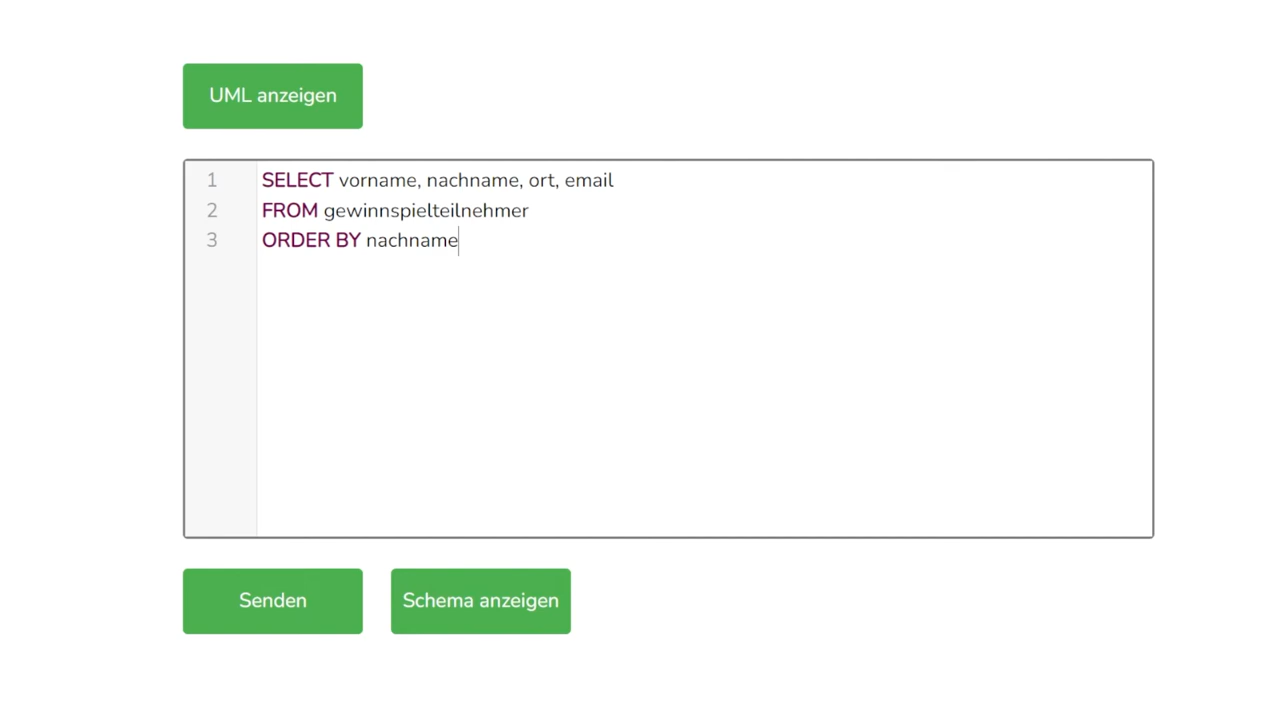 UML anzeigen
1 SELECT vorname, nachname, ort, email
2 FROM gewinnspielteilnehmer
3 ORDER BY nachname
Senden Schema anzeigen